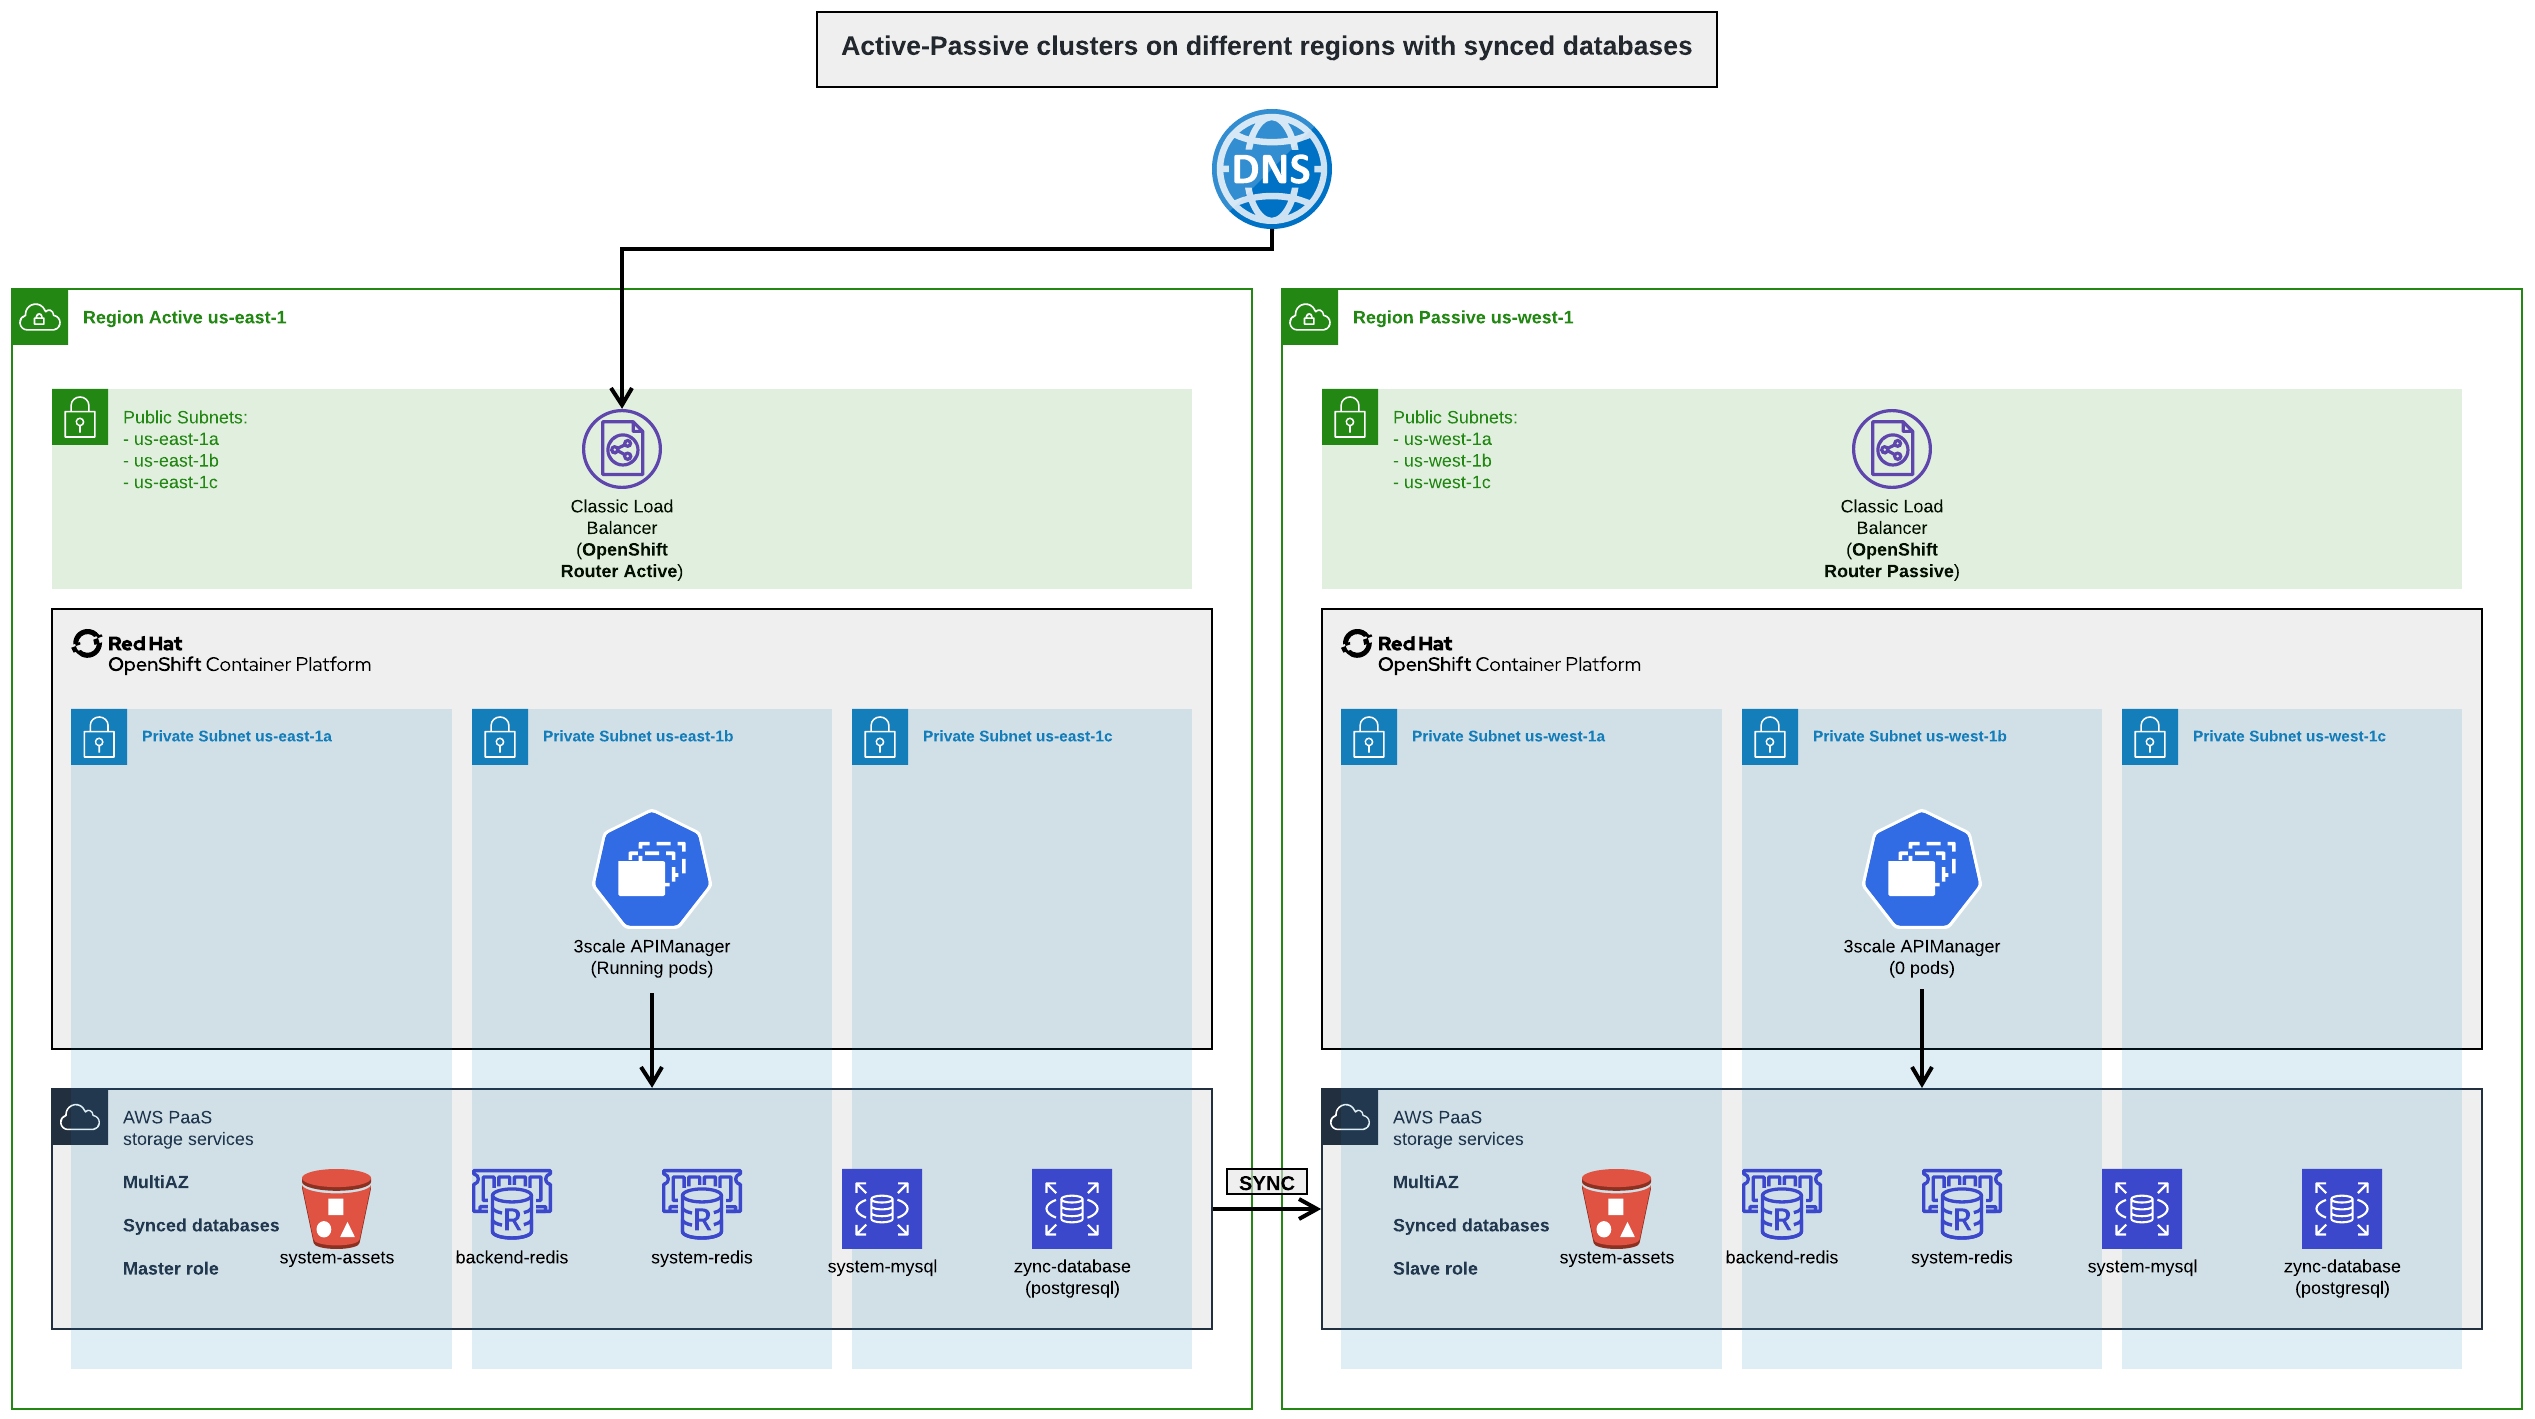 Active-Passive clusters on different regions with synced databases
DNS
Region Active us-east-1
Public Subnets:
- us-east-1a
- us-east-1b
- us-east-1c
Classic Load
Balancer
(OpenShift
Router Active)
Red Hat
OpenShift Container Platform
Private Subnet us-east-1a
Private Subnet us-east-1b
Private Subnet us-east-1c
3scale APIManager
(Running pods)
AWS PaaS
storage services
MultiAZ
Synced databases
Master role
system-assets
R
backend-redis
R
system-redis
system-mysql
zync-database
(postgresql)
SYNC
Region Passive us-west-1
Public Subnets:
- us-west-1a
- us-west-1b
- us-west-1c
Classic Load
Balancer
(OpenShift
Router Passive)
Red Hat
OpenShift Container Platform
Private Subnet us-west-1a
Private Subnet us-west-1b
Private Subnet us-west-1c
3scale APIManager
(0 pods)
AWS PaaS
storage services
MultiAZ
Synced databases
Slave role
system-assets
R
backend-redis
R
system-redis
system-mysql
zync-database
(postgresql)